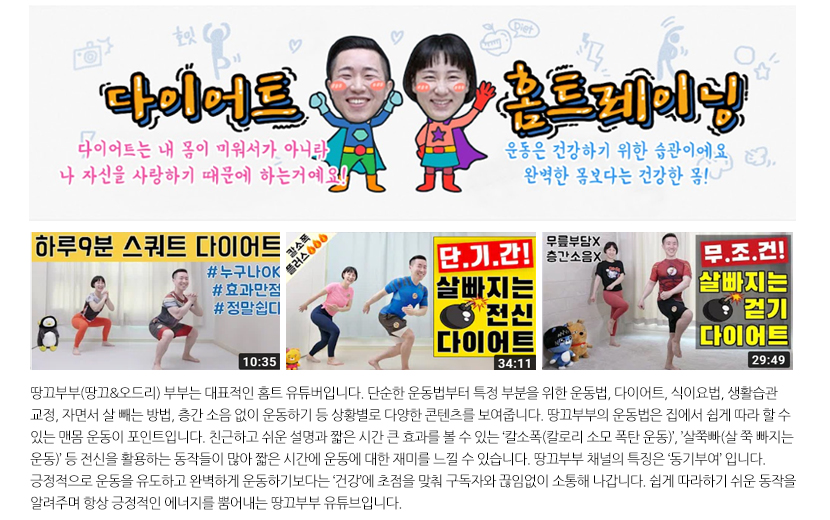 호잇
Diet
다이어트 홈트레이닝
다이어트는 내 몸이 미워서가 아니라
나 자신을 사랑하기 때문에 하는거예요!
운동은 건강하기 위한 습관이에요
완벽한 몸보다는 건강한 몸!
하루9분 스쿼트 다이어트
#누구나OK
#효과만점
#정말쉽다
10:35
칼소폭
플러스
단.기.간!
살빠지는
전신
다이어트
34:11
무릎부담X
층간소음X
무.조.건!
살빠지는
걷기
다이어트
29:49
땅끄부부(땅끄&오드리) 부부는 대표적인 홈트 유튜버입니다. 단순한 운동법부터 특정 부분을 위한 운동법, 다이어트, 식이요법, 생활습관
교정, 자면서 살 빼는 방법, 층간 소음 없이 운동하기 등 상황별로 다양한 콘텐츠를 보여줍니다. 땅끄부부의 운동법은 집에서 쉽게 따라 할 수
있는 맨몸 운동이 포인트입니다. 친근하고 쉬운 설명과 짧은 시간 큰 효과를 볼 수 있는 ‘칼소폭(칼로리 소모 폭탄 운동)’, ’살쭉빠(살 쭉 빠지는
운동)’ 등 전신을 활용하는 동작들이 많아 짧은 시간에 운동에 대한 재미를 느낄 수 있습니다. 땅끄부부 채널의 특징은 ‘동기부여’ 입니다.
긍정적으로 운동을 유도하고 완벽하게 운동하기보다는 ‘건강’에 초점을 맞춰 구독자와 끊임없이 소통해 나갑니다. 쉽게 따라하기 쉬운 동작을
알려주며 항상 긍정적인 에너지를 뿜어내는 땅끄부부 유튜브입니다.